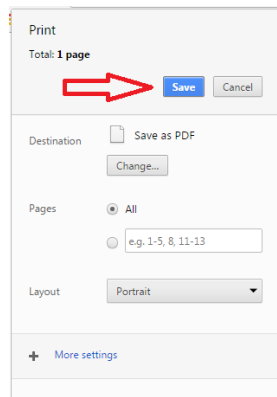 Print
Total: 1 page
Save Cancel
Destination Save as PDF
Change...
Pages All
e.g. 1-5, 8, 11-13
Layout Portrait
+ More settings